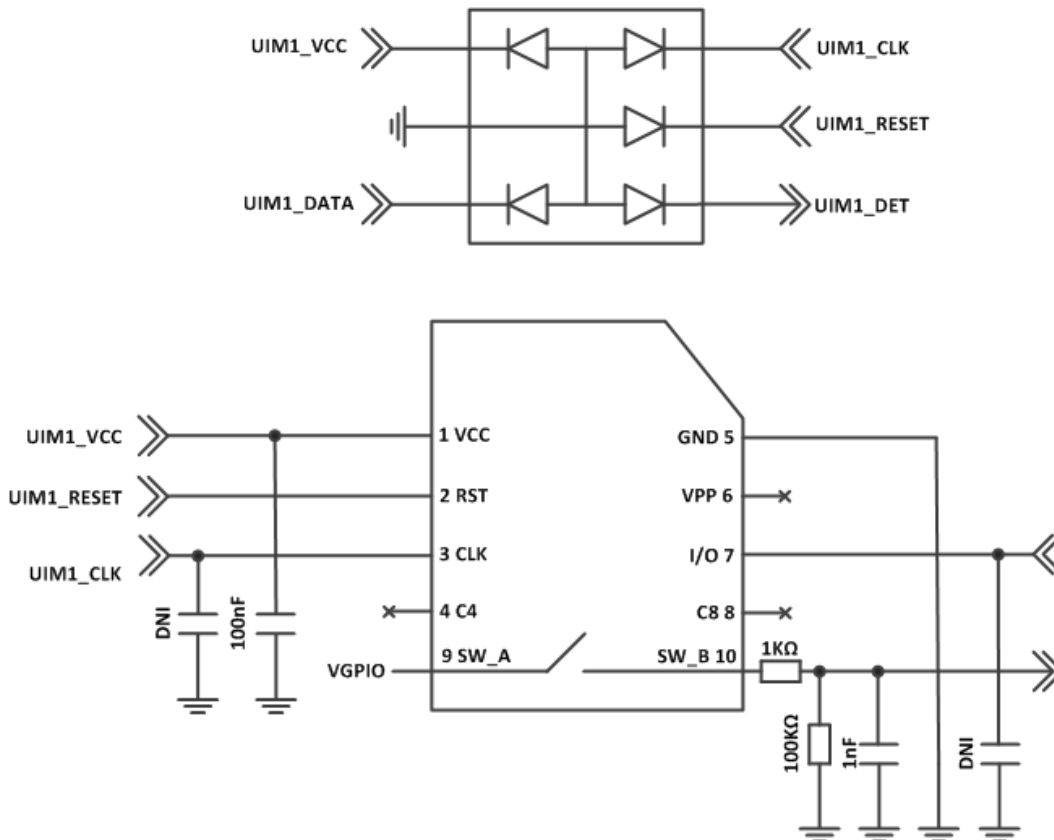 UIM1_VCC
UIM1_CLK
UIM1_RESET
UIM1_DATA
UIM1_DET
UIM1_VCC
1 VCC
GND 5
UIM1_RESET
2 RST
VPP 6
UIM1_CLK
3 CLK
I/O 7
DNI
100nF
4 C4
C8 8
VGPIO
9 SW_A
SW_B 10
1KΩ
100KΩ
1nF
DNI